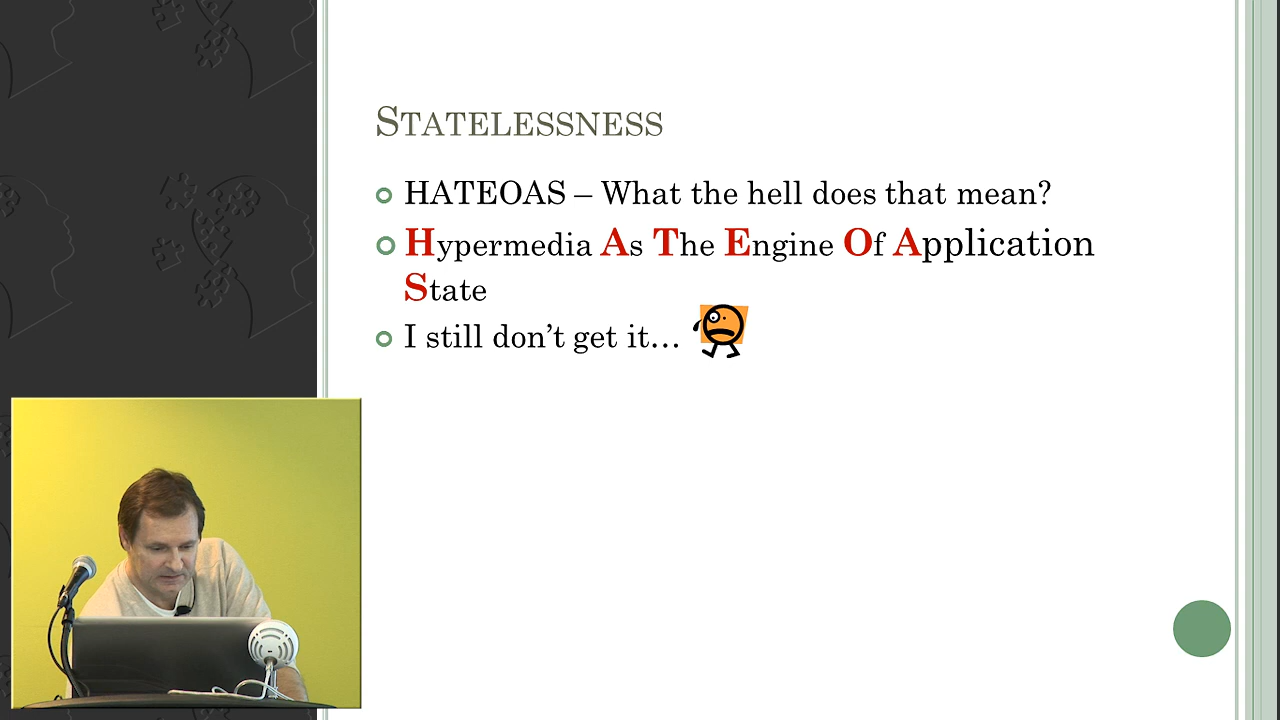 STATELESSNESS
HATEOAS – What the hell does that mean?
Hypermedia As The Engine Of Application
State
I still don’t get it…